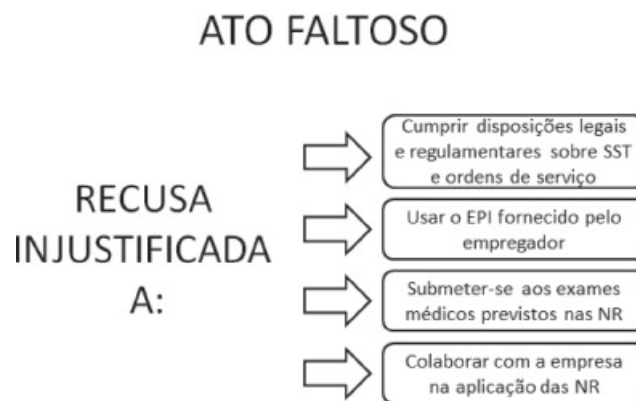 ATO FALTOSO
RECUSA
INJUSTIFICADA
A:
Cumprir disposições legais
e regulamentares sobre SST
e ordens de serviço
Usar o EPI fornecido pelo
empregador
Submeter-se aos exames
médicos previstos nas NR
Colaborar com a empresa
na aplicação das NR